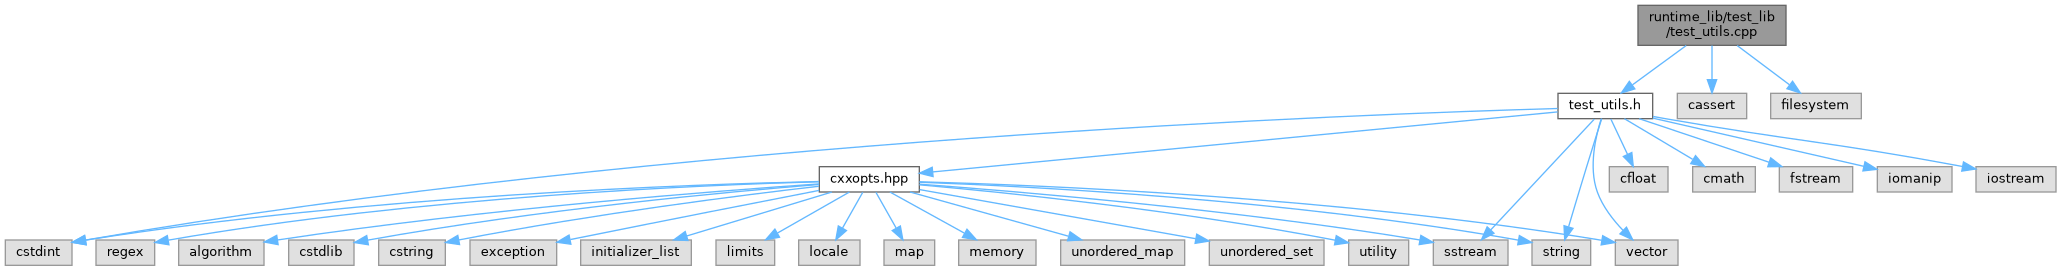 runtime_lib/test_lib
/test_utils.cpp
test_utils.h
cassert
filesystem
cxxopts.hpp
cfloat
cmath
fstream
iomanip
iostream
cstdint
regex
algorithm
cstdlib
cstring
exception
initializer_list
limits
locale
map
memory
unordered_map
unordered_set
utility
sstream
string
vector